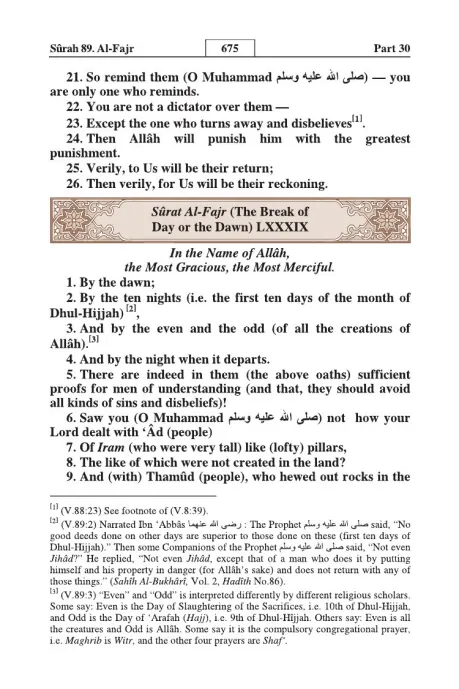 Sûrah 89. Al-Fajr 675 Part 30
21. So remind them (O Muhammad صلى الله عليه وسلم) — you
are only one who reminds.
22. You are not a dictator over them —
23. Except the one who turns away and disbelieves[1].
24. Then Allâh will punish him with the greatest
punishment.
25. Verily, to Us will be their return;
26. Then verily, for Us will be their reckoning.
Sûrat Al-Fajr (The Break of
Day or the Dawn) LXXXIX
In the Name of Allâh,
the Most Gracious, the Most Merciful.
1. By the dawn;
2. By the ten nights (i.e. the first ten days of the month of
Dhul-Hijjah) [2],
3. And by the even and the odd (of all the creations of
Allâh).[3]
4. And by the night when it departs.
5. There are indeed in them (the above oaths) sufficient
proofs for men of understanding (and that, they should avoid
all kinds of sins and disbeliefs)!
6. Saw you (O Muhammad صلى الله عليه وسلم) not how your
Lord dealt with ‘Âd (people)
7. Of Iram (who were very tall) like (lofty) pillars,
8. The like of which were not created in the land?
9. And (with) Thamûd (people), who hewed out rocks in the
[1] (V.88:23) See footnote of (V.8:39).
[2] (V.89:2) Narrated Ibn ‘Abbâs رضى الله عنهما : The Prophet صلى الله عليه وسلم said, “No
good deeds done on other days are superior to those done on these (first ten days of
Dhul-Hijjah).” Then some Companions of the Prophet صلى الله عليه وسلم said, “Not even
Jihâd?” He replied, “Not even Jihâd, except that of a man who does it by putting
himself and his property in danger (for Allâh’s sake) and does not return with any of
those things.” (Sahîh Al-Bukhârî, Vol. 2, Hadîth No.86).
[3] (V.89:3) “Even” and “Odd” is interpreted differently by different religious scholars.
Some say: Even is the Day of Slaughtering of the Sacrifices, i.e. 10th of Dhul-Hijjah,
and Odd is the Day of ‘Arafah (Hajj), i.e. 9th of Dhul-Hijjah. Others say: Even is all
the creatures and Odd is Allâh. Some say it is the compulsory congregational prayer,
i.e. Maghrib is Witr, and the other four prayers are Shaf‘.